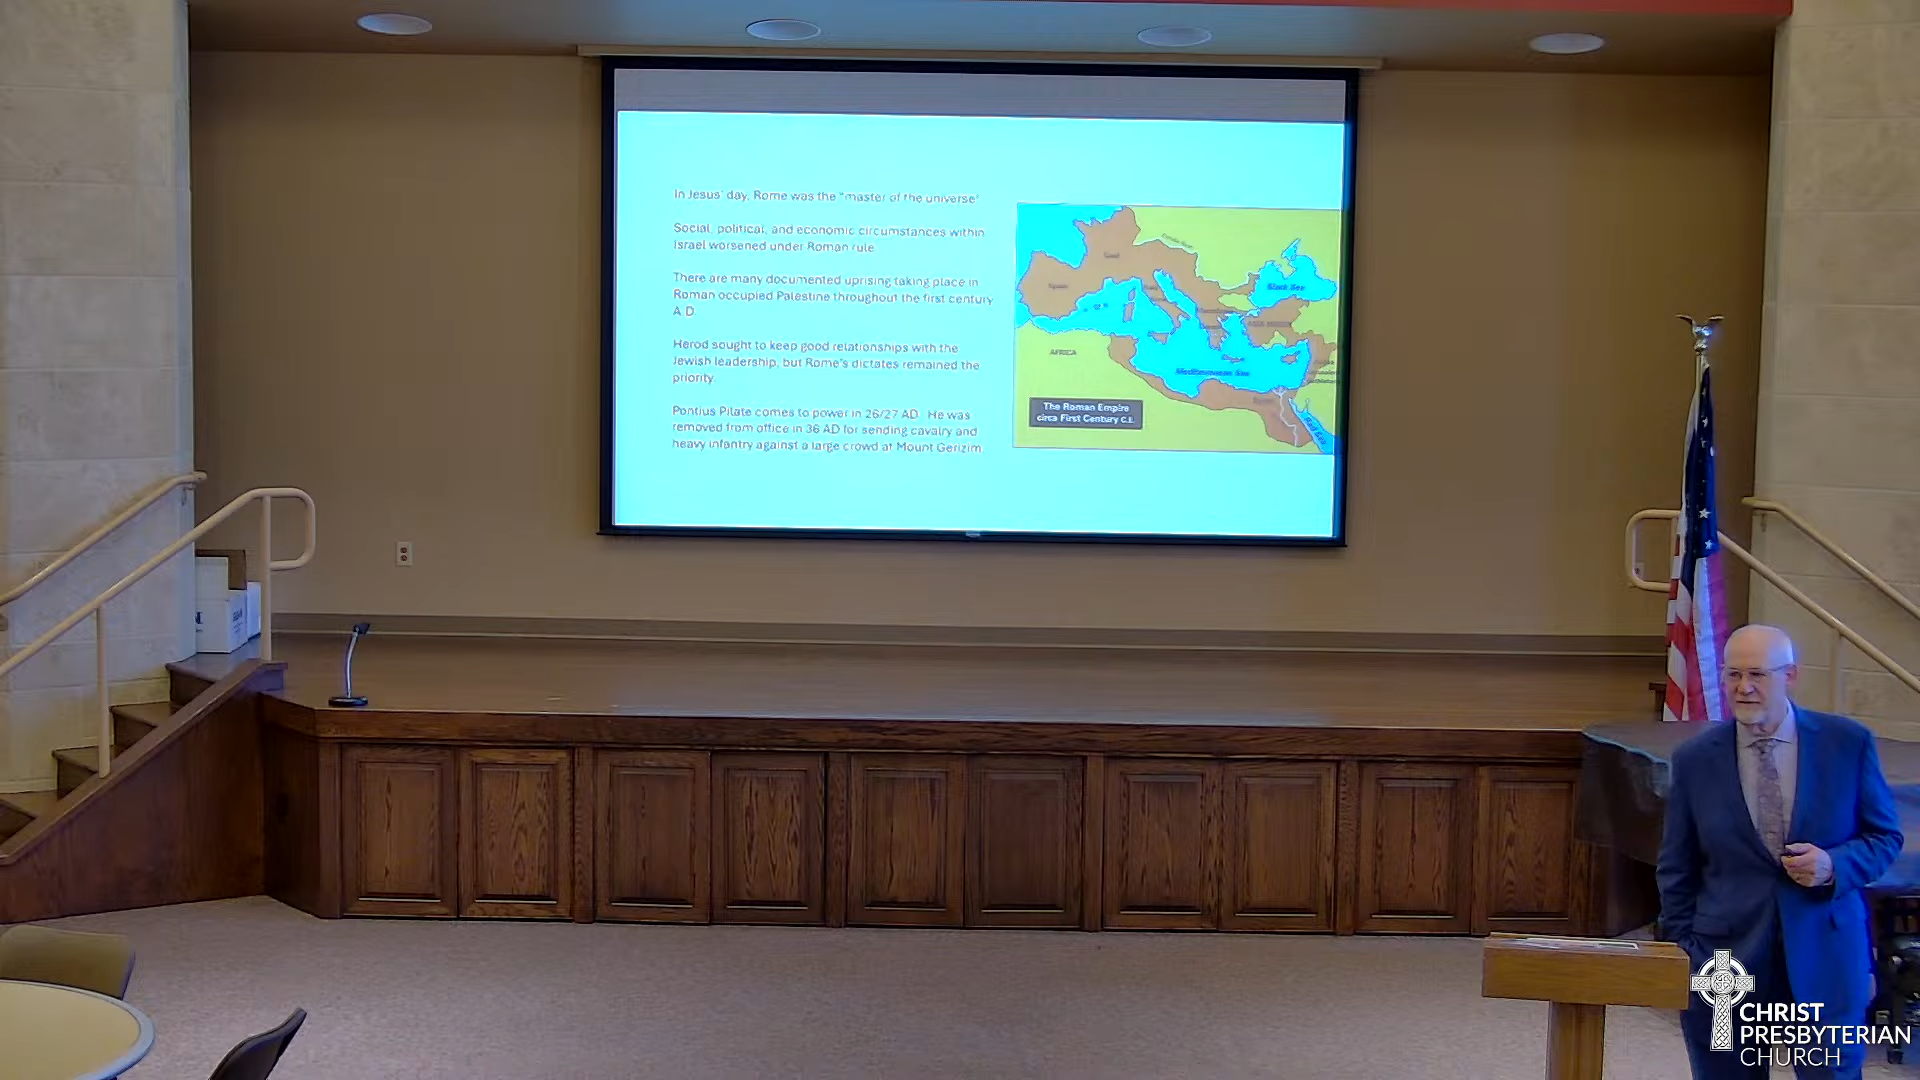 In Jesus' day, Rome was the "master of the universe"
Social, political, and economic circumstances within
Israel worsened under Roman rule
There are many documented uprising taking place in
Roman occupied Palestine throughout the first century
A.D.
Herod sought to keep good relationships with the
Jewish leadership, but Rome's dictates remained the
priority.
Pontius Pilate comes to power in 26/27 AD. He was
removed from office in 36 AD for sending cavalry and
heavy infantry against a large crowd at Mount Gerizim.
Gaul
Black Sea
Spain
AFRICA
Mediterranean Sea
Egypt
Red Sea
The Roman Empire
circa First Century C.E.
CHRIST
PRESBYTERIAN
CHURCH